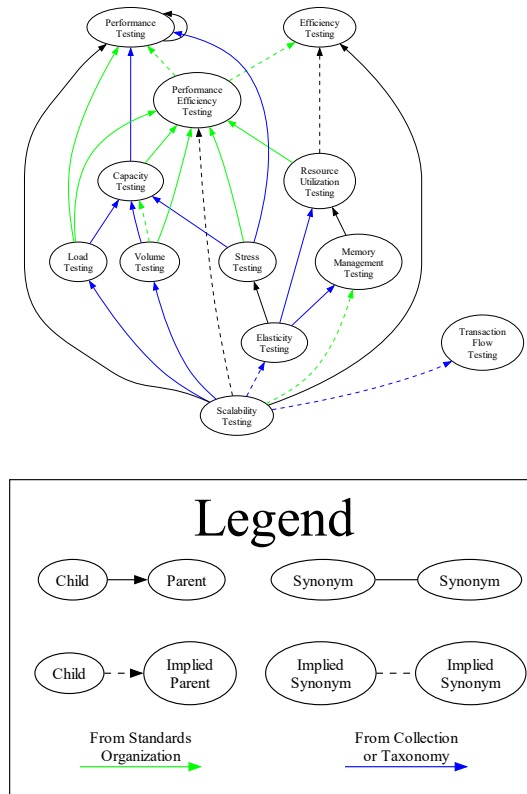 Performance
Testing
Efficiency
Testing
Performance
Efficiency
Testing
Capacity
Testing
Resource
Utilization
Testing
Load
Testing
Volume
Testing
Stress
Testing
Memory
Management
Testing
Elasticity
Testing
Transaction
Flow
Testing
Scalability
Testing
Legend
Child
Parent
Synonym
Synonym
Child
Implied
Parent
Implied
Synonym
Implied
Synonym
From Standards
Organization
From Collection
or Taxonomy